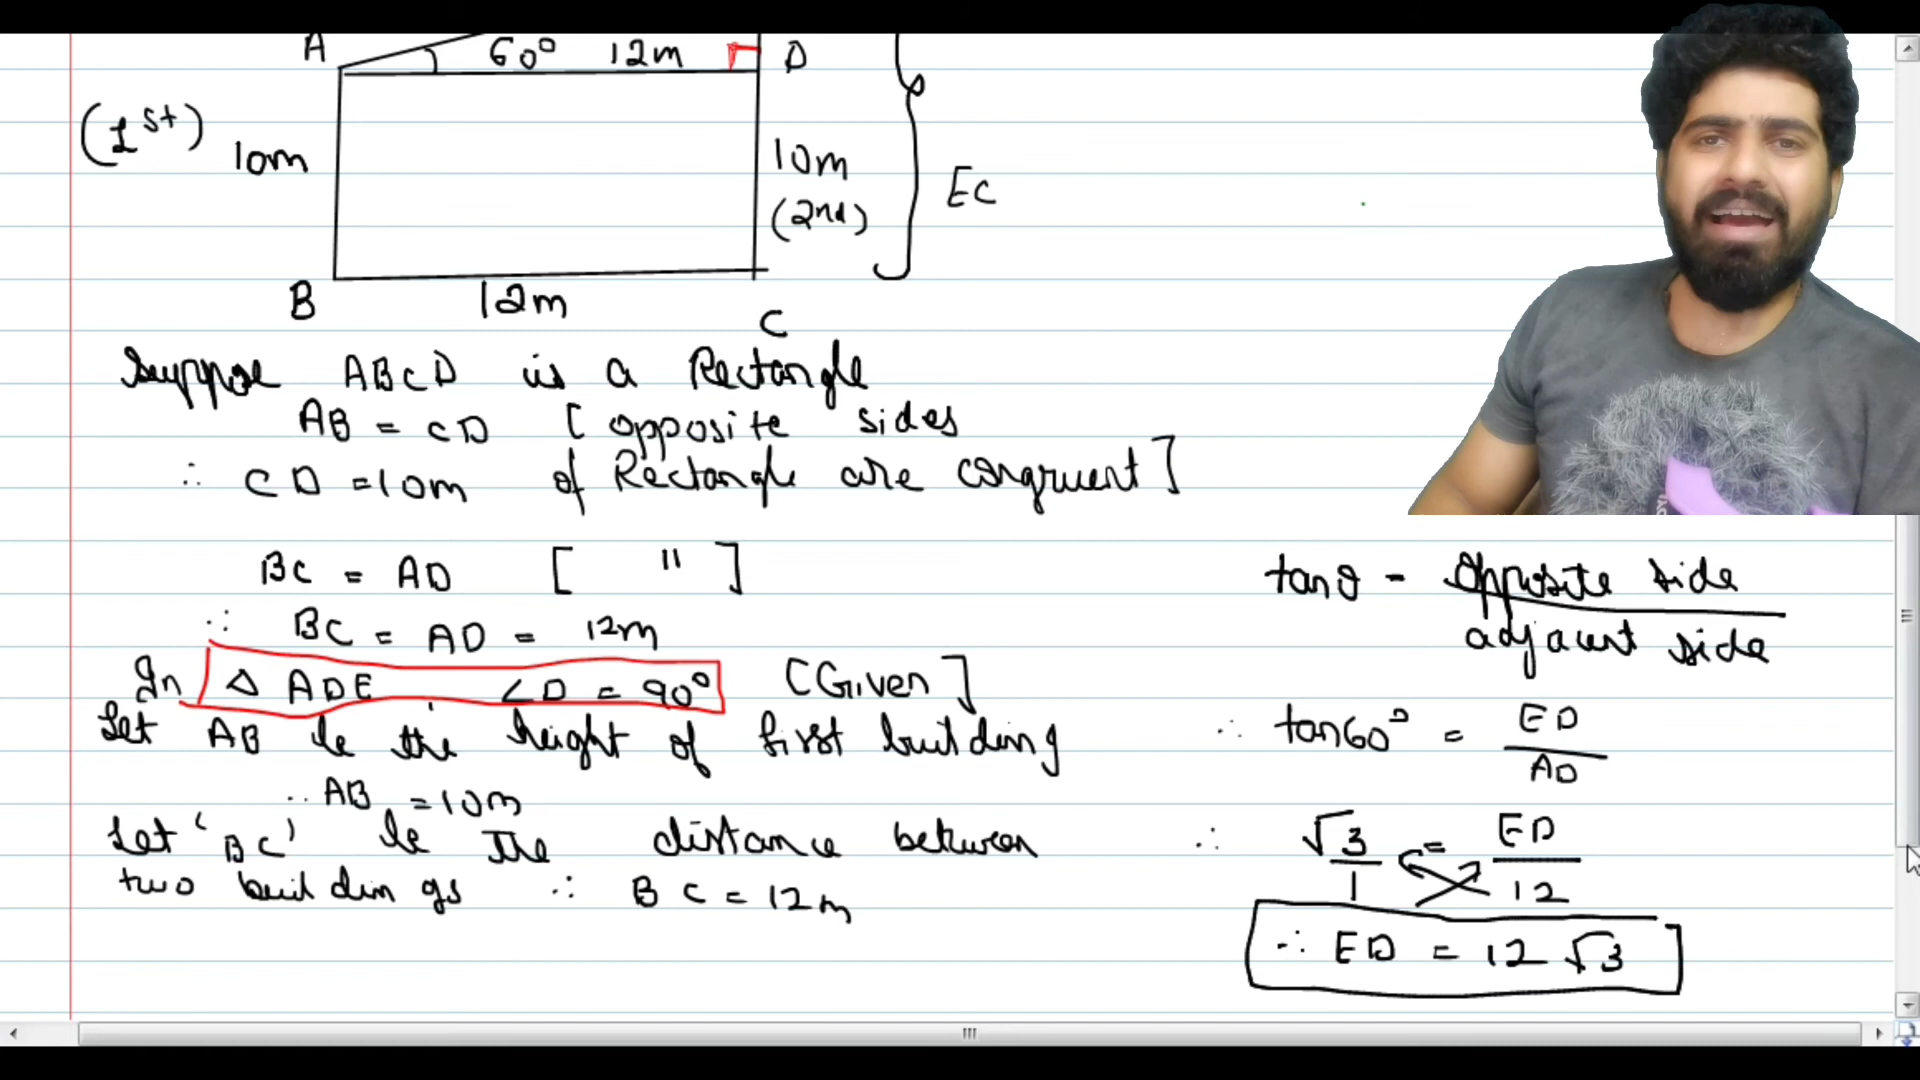 A 60° 12m D
(1st) 10m 10m
(2nd) EC
B 12m C
Suppose ABCD is a Rectangle
AB = CD [ opposite sides
∴ CD = 10m of Rectangle are congruent ]
BC = AD [ " ]
∴ BC = AD = 12m
In △ ADE , ∠D = 90° [Given]
Let AB be the height of first building
∴ AB = 10m
Let 'BC' be the distance between
two buildings ∴ BC = 12m
tanθ = Opposite side
adjacent side
∴ tan60° = ED
AD
∴ √3 = ED
1 12
∴ ED = 12√3